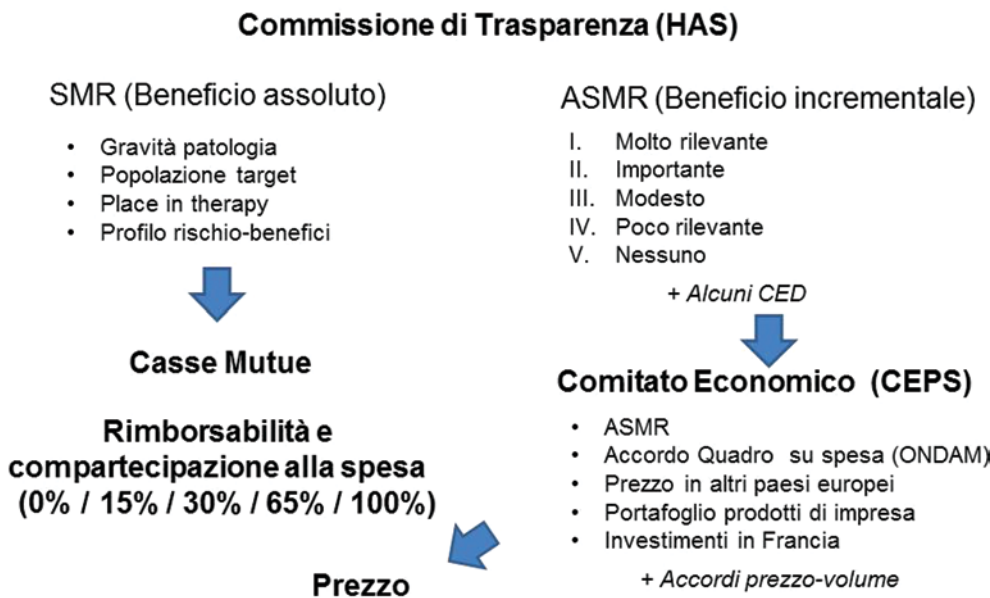 Commissione di Trasparenza (HAS)
SMR (Beneficio assoluto)
• Gravità patologia
• Popolazione target
• Place in therapy
• Profilo rischio-benefici
Casse Mutue
Rimborsabilità e
compartecipazione alla spesa
(0% / 15% / 30% / 65% / 100%)
ASMR (Beneficio incrementale)
I. Molto rilevante
II. Importante
III. Modesto
IV. Poco rilevante
V. Nessuno
+ Alcuni CED
Comitato Economico (CEPS)
• ASMR
• Accordo Quadro su spesa (ONDAM)
• Prezzo in altri paesi europei
• Portafoglio prodotti di impresa
• Investimenti in Francia
+ Accordi prezzo-volume
Prezzo